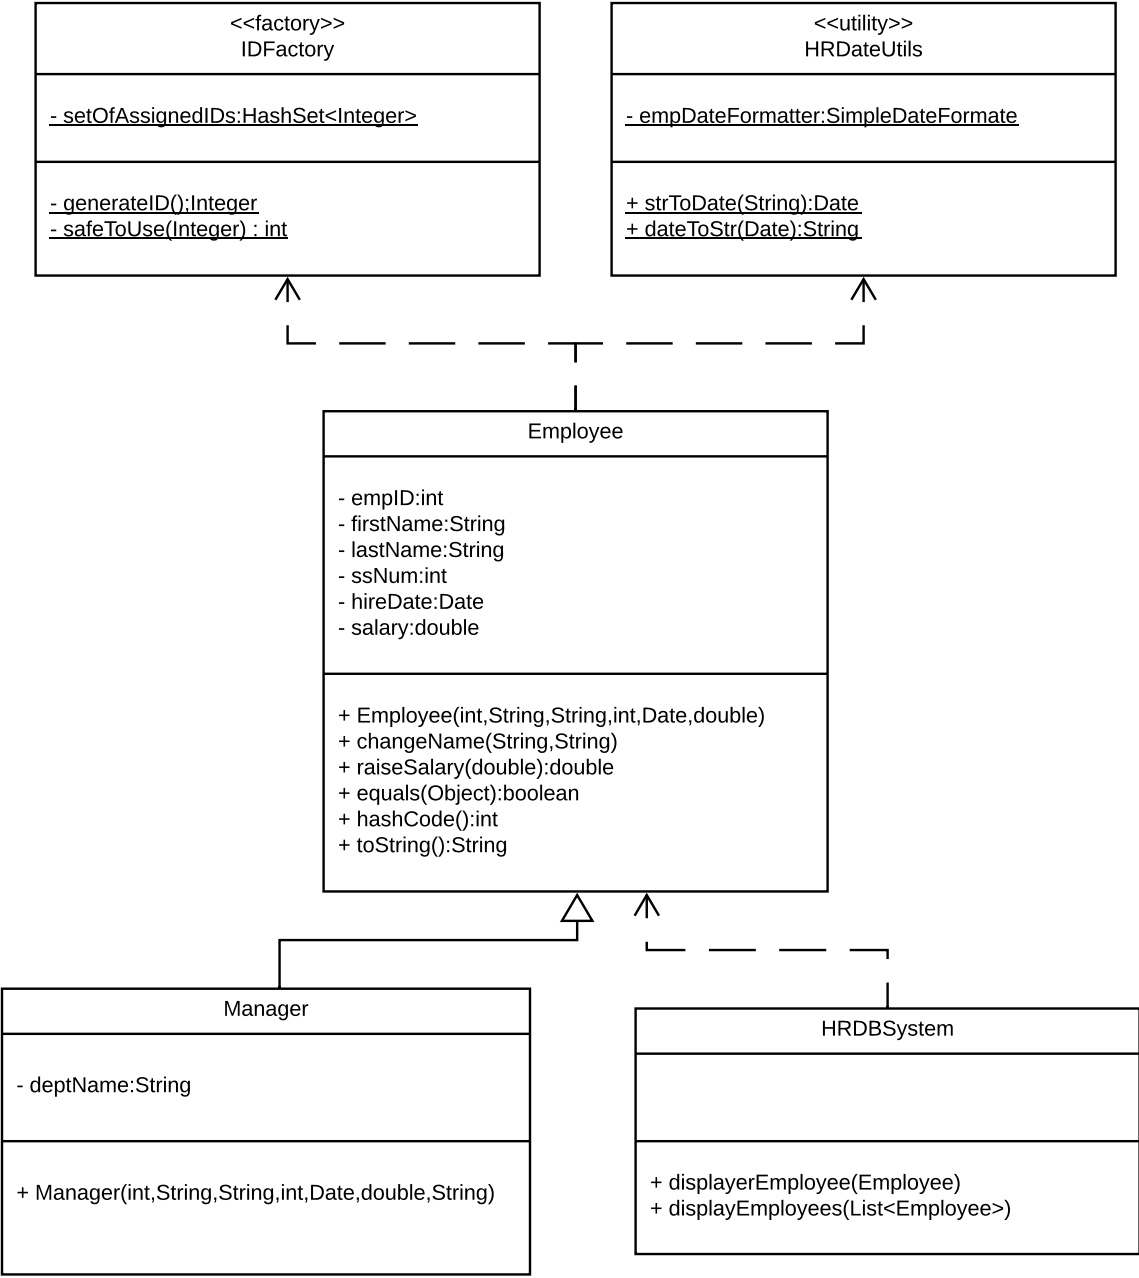 <<factory>>
IDFactory
- setOfAssignedIDs:HashSet<Integer>
- generateID();Integer
- safeToUse(Integer) : int
<<utility>>
HRDateUtils
- empDateFormatter:SimpleDateFormate
+ strToDate(String):Date
+ dateToStr(Date):String
Employee
- empID:int
- firstName:String
- lastName:String
- ssNum:int
- hireDate:Date
- salary:double
+ Employee(int,String,String,int,Date,double)
+ changeName(String,String)
+ raiseSalary(double):double
+ equals(Object):boolean
+ hashCode():int
+ toString():String
Manager
- deptName:String
+ Manager(int,String,String,int,Date,double,String)
HRDBSystem
+ displayerEmployee(Employee)
+ displayEmployees(List<Employee>)